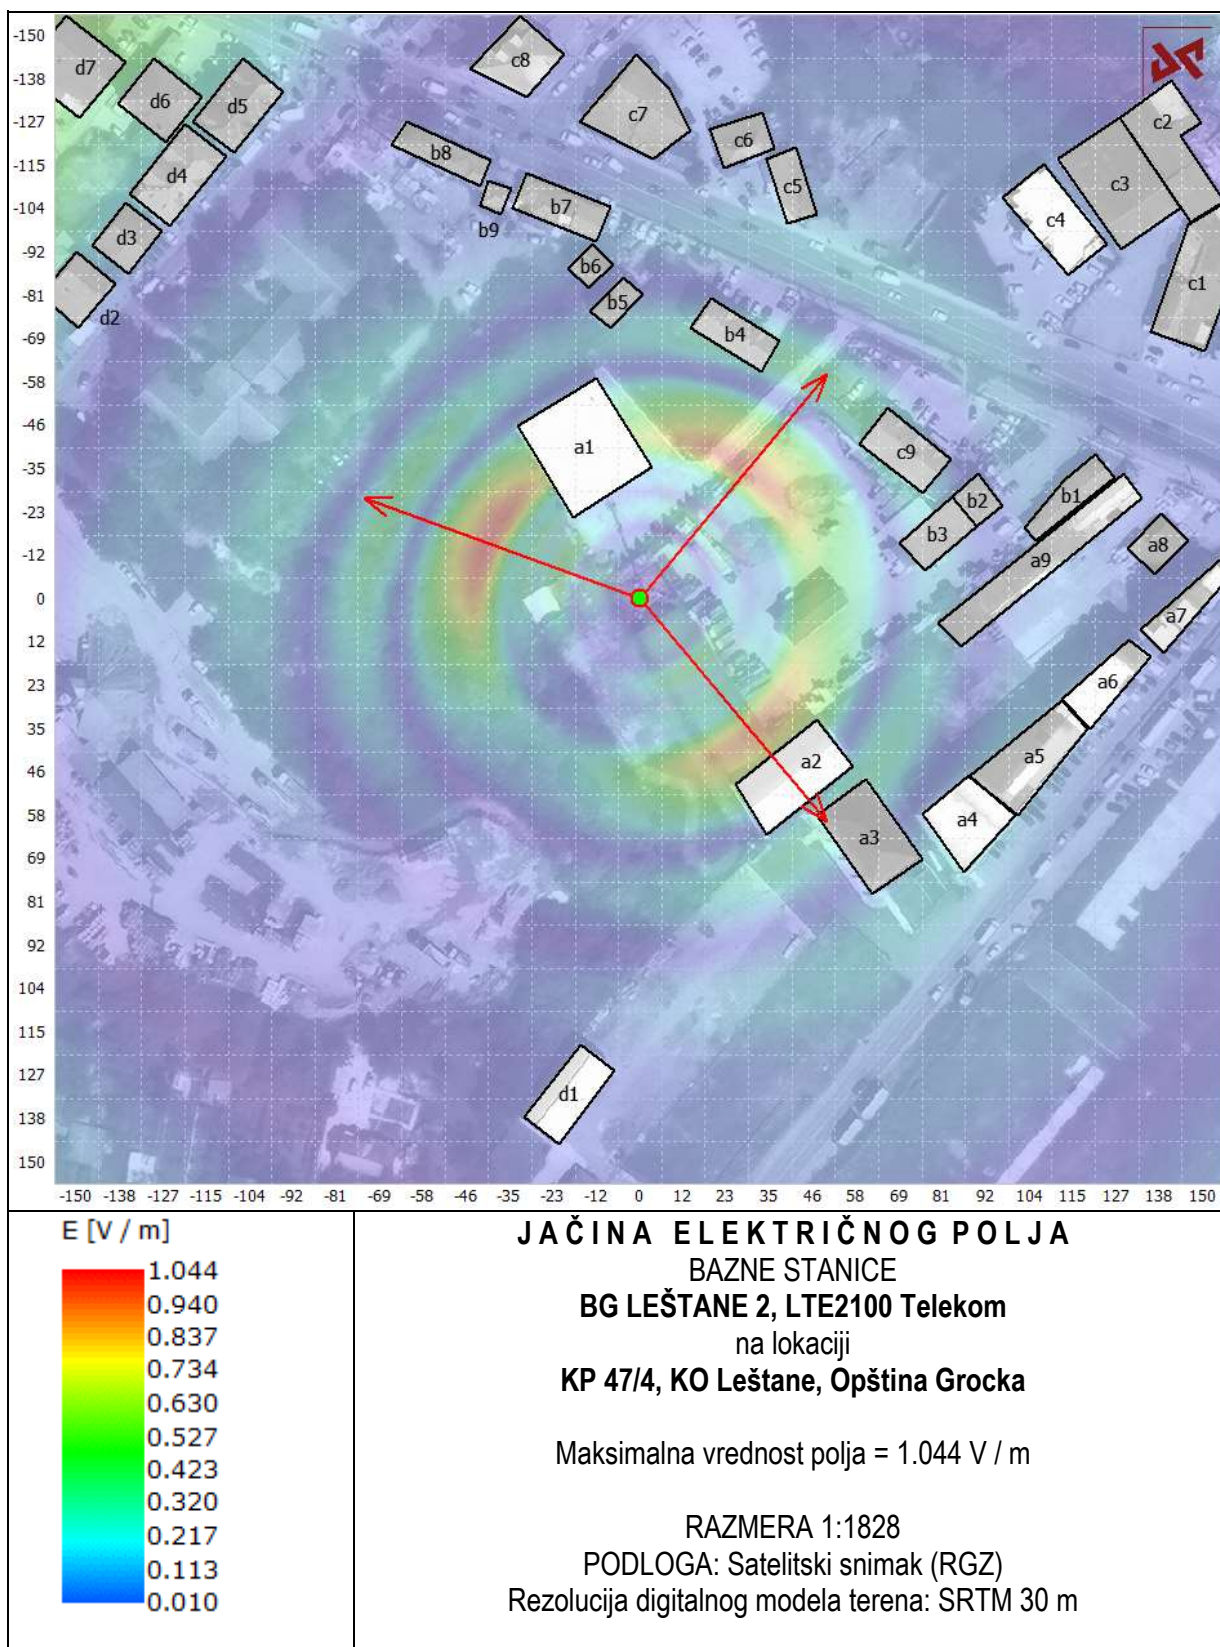 -150
-138
-127
-115
-104
-92
-81
-69
-58
-46
-35
-23
-12
0
12
23
35
46
58
69
81
92
104
115
127
138
150
d7
d6
d5
d4
d3
d2
c8
c7
c6
c5
c2
c3
c4
c1
b8
b9
b7
b6
b5
b4
a1
c9
b2
b3
b1
a9
a8
a7
a6
a5
a4
a2
a3
d1
-150 -138 -127 -115 -104 -92 -81 -69 -58 -46 -35 -23 -12 0 12 23 35 46 58 69 81 92 104 115 127 138 150
E [V / m]
1.044
0.940
0.837
0.734
0.630
0.527
0.423
0.320
0.217
0.113
0.010
JAČINA ELEKTRIČNOG POLJA
BAZNE STANICE
BG LEŠTANE 2, LTE2100 Telekom
na lokaciji
KP 47/4, KO Leštane, Opština Grocka
Maksimalna vrednost polja = 1.044 V / m
RAZMERA 1:1828
PODLOGA: Satelitski snimak (RGZ)
Rezolucija digitalnog modela terena: SRTM 30 m